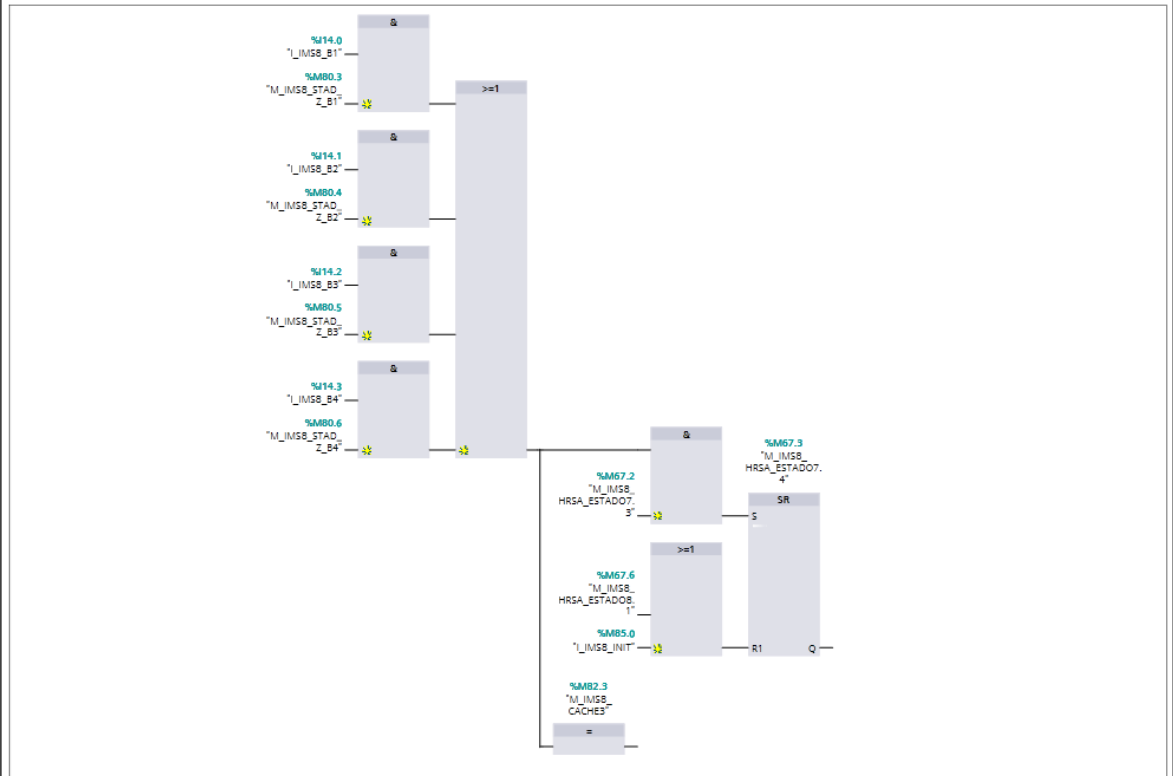 &
%I14.0
"I_IMS8_B1"
%M80.3
"M_IMS8_STAD_
Z_B1"
>=1
&
%I14.1
"I_IMS8_B2"
%M80.4
"M_IMS8_STAD_
Z_B2"
&
%I14.2
"I_IMS8_B3"
%M80.5
"M_IMS8_STAD_
Z_B3"
&
%I14.3
"I_IMS8_B4"
%M80.6
"M_IMS8_STAD_
Z_B4"
&
%M67.2
"M_IMS8_
HRSA_ESTADO7.
3"
%M67.3
"M_IMS8_
HRSA_ESTADO7.
4"
SR
S
>=1
%M67.6
"M_IMS8_
HRSA_ESTADO8.
1"
%M85.0
"I_IMS8_INIT"
R1 Q
%M82.3
"M_IMS8_
CACHE3"
=